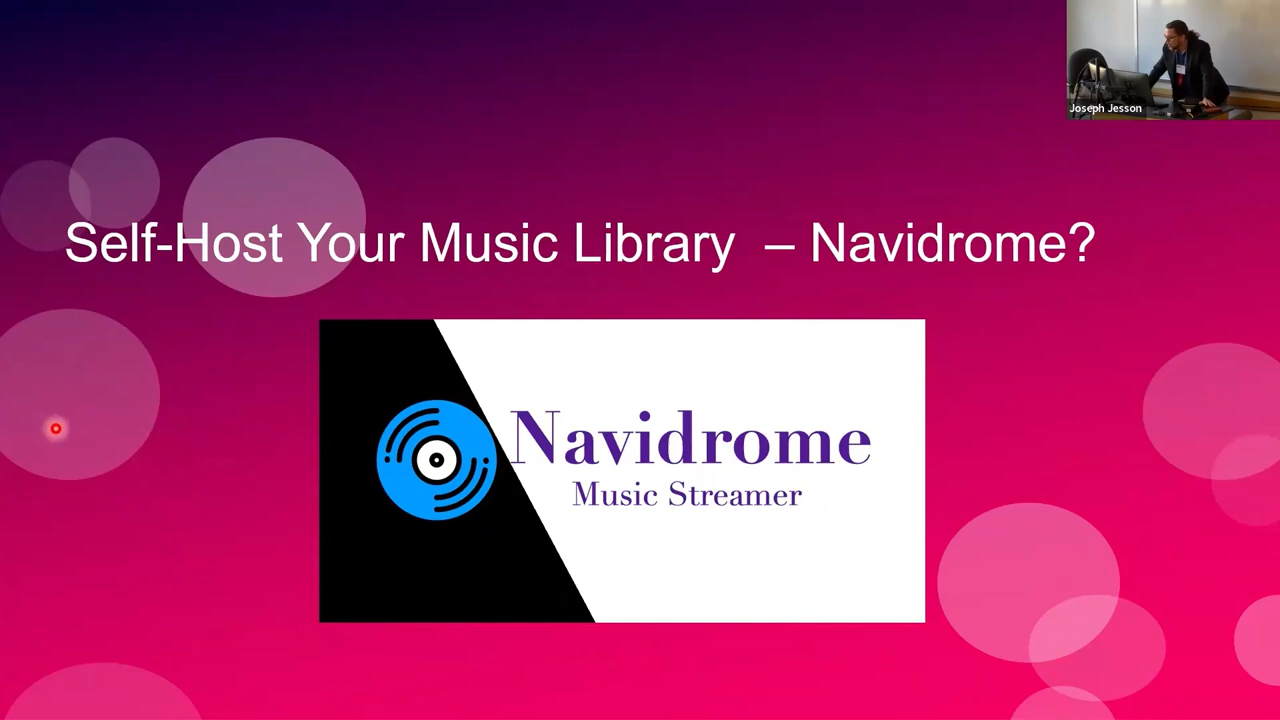 Joseph Jesson
Self-Host Your Music Library – Navidrome?
Navidrome
Music Streamer